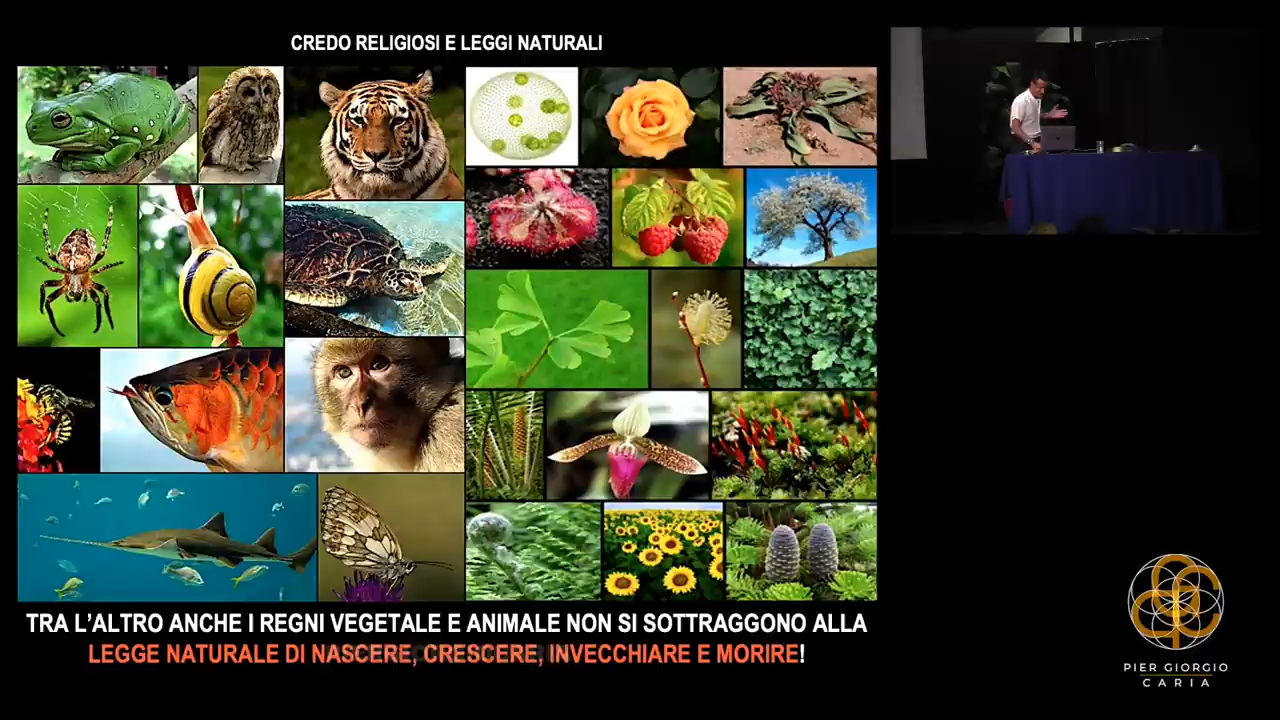 CREDO RELIGIOSI E LEGGI NATURALI
TRA L'ALTRO ANCHE I REGNI VEGETALE E ANIMALE NON SI SOTTRAGGONO ALLA
LEGGE NATURALE DI NASCERE, CRESCERE, INVECCHIARE E MORIRE!
PIER GIORGIO
CARIA